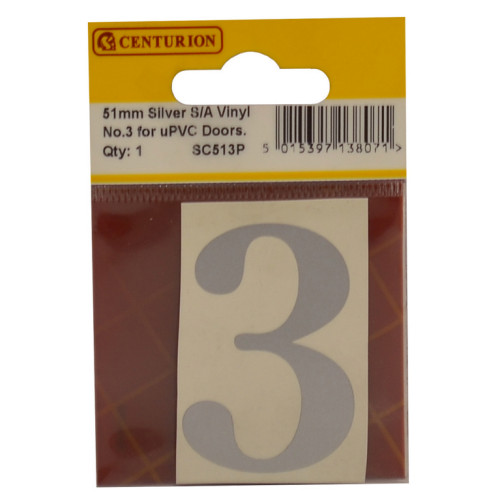 CENTURION
51mm Silver S/A Vinyl
No.3 for uPVC Doors.
Qty: 1 SC513P
5 015397 138071 >
3